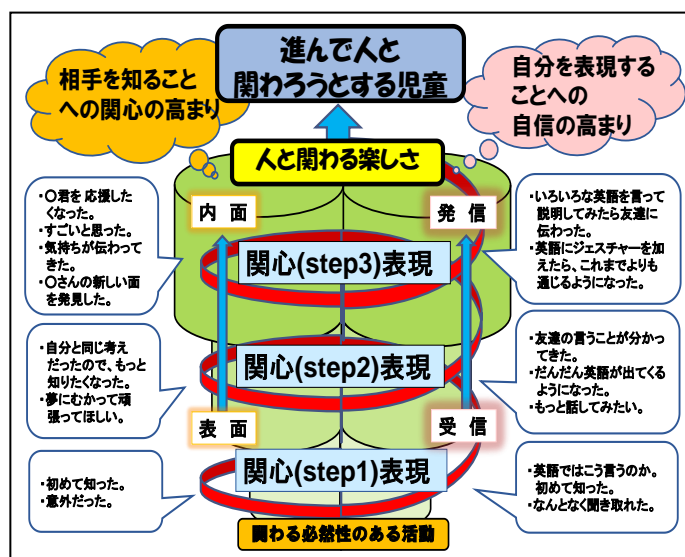 進んで人と
関わろうとする児童
相手を知ること
への関心の高まり
自分を表現する
ことへの
自信の高まり
人と関わる楽しさ
・〇君を 応援した
くなった。
・すごいと思った。
・気持ちが伝わって
きた。
・〇さんの新しい面
を発見した。
内 面
発 信
・いろいろな英語を言って
説明してみたら友達に
伝わった。
・英語にジェスチャーを加
えたら、これまでよりも
通じるようになった。
関心(step3)表現
・自分と同じ考え
だったので、もっと
知りたくなった。
・夢にむかって頑
張ってほしい。
関心(step2)表現
・友達の言うことが分かっ
てきた。
・だんだん英語が出てくる
ようになった。
・もっと話してみたい。
表 面
受 信
・初めて知った。
・意外だった。
関心(step1)表現
・英語ではこう言うのか。
初めて知った。
・なんとなく聞き取れた。
関わる必然性のある活動